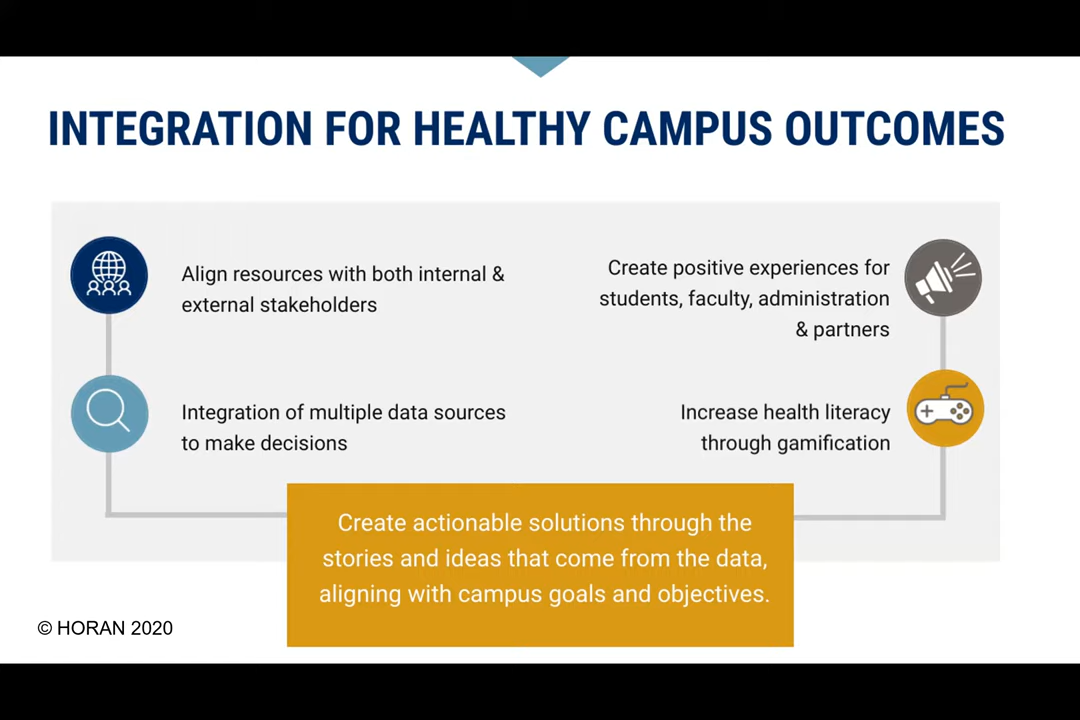 INTEGRATION FOR HEALTHY CAMPUS OUTCOMES
Align resources with both internal &
external stakeholders
Integration of multiple data sources
to make decisions
Create positive experiences for
students, faculty, administration
& partners
Increase health literacy
through gamification
Create actionable solutions through the
stories and ideas that come from the data,
aligning with campus goals and objectives.
© HORAN 2020